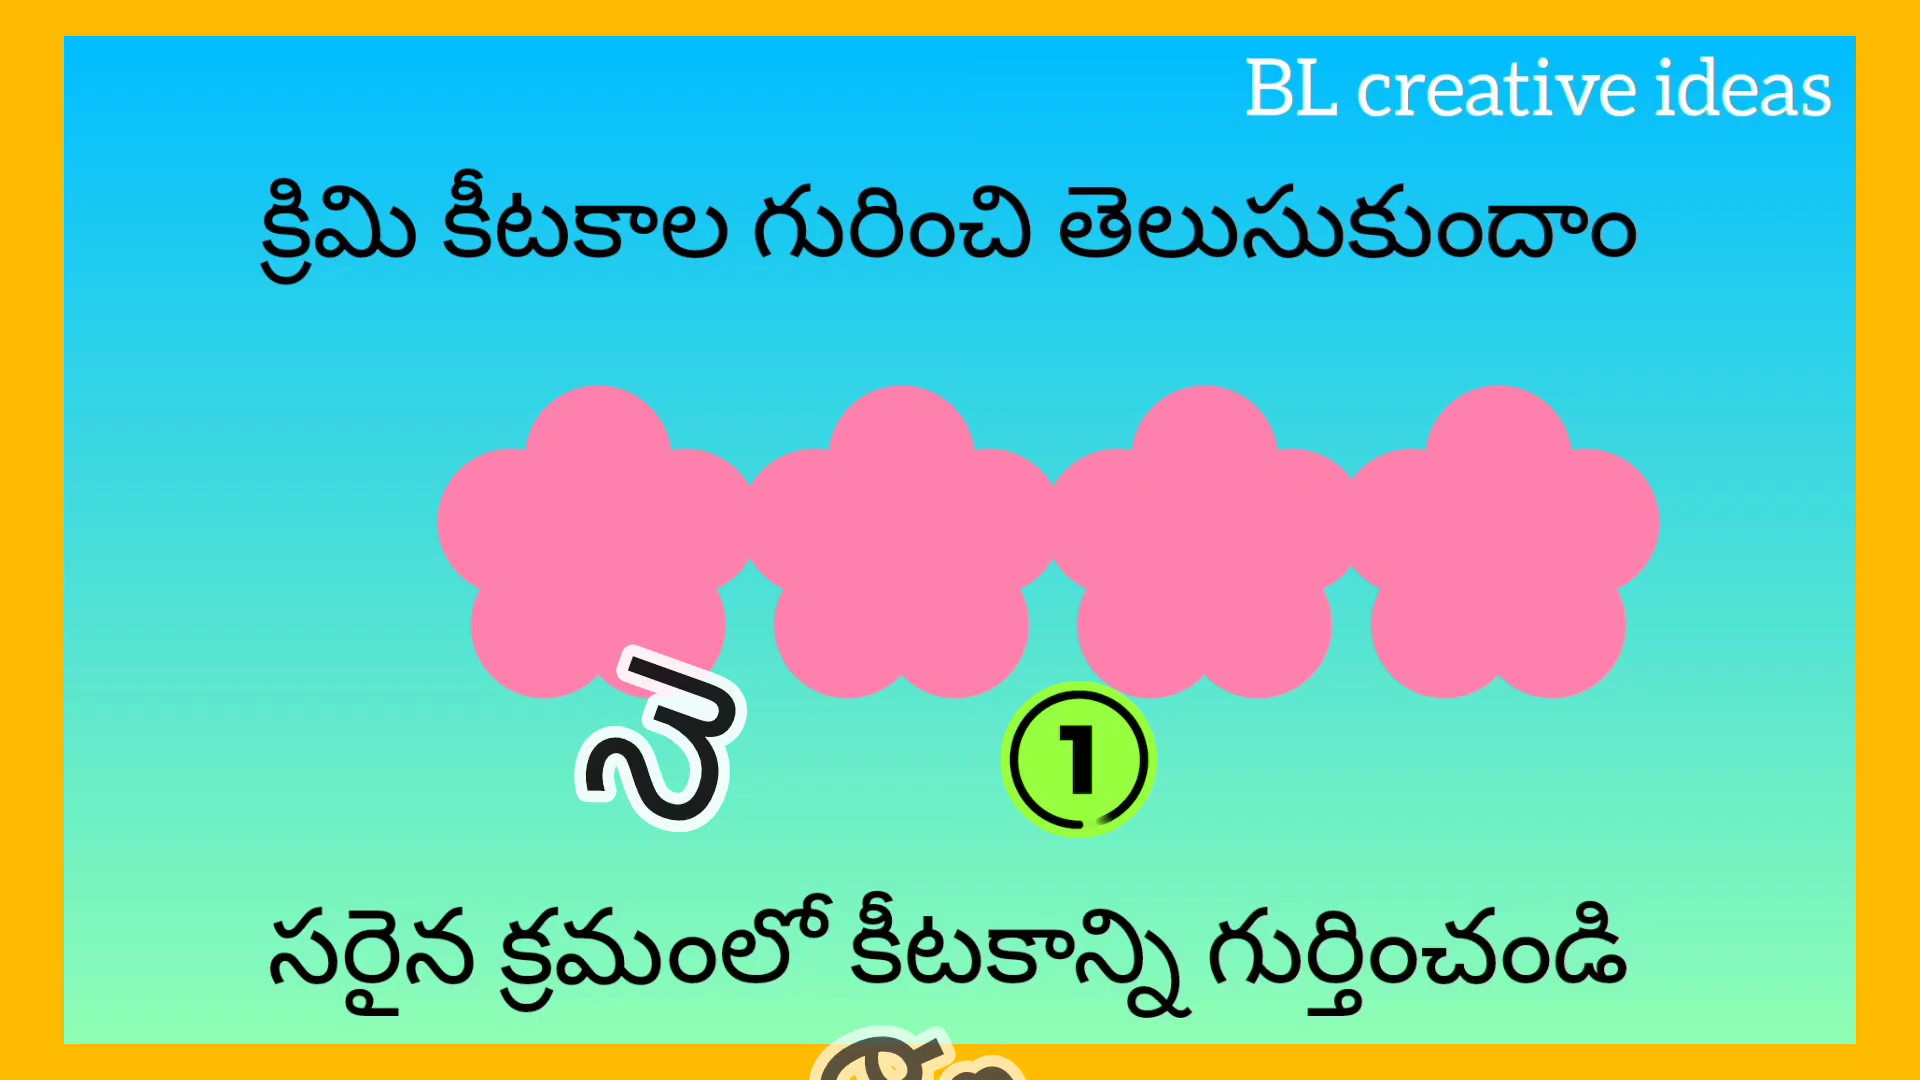 BL creative ideas
క్రిమి కీటకాల గురించి తెలుసుకుందాం
నె
1
సరైన క్రమంలో కీటకాన్ని గుర్తించండి